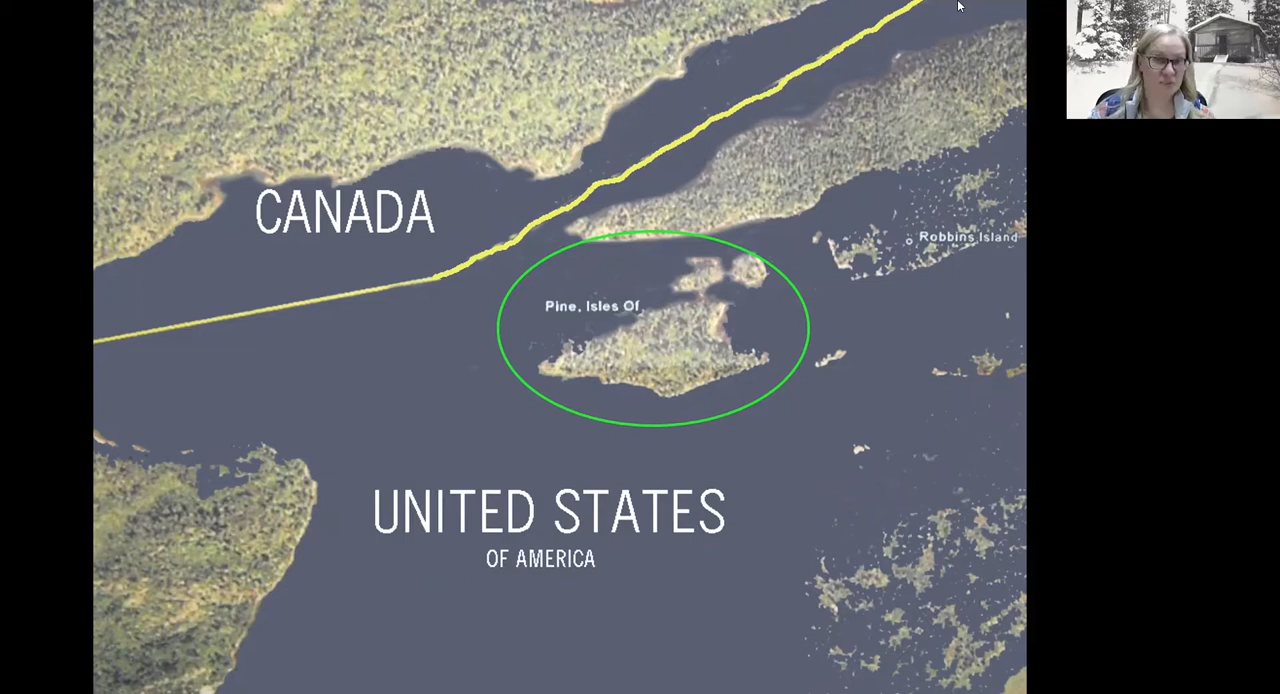 CANADA
Robbins Island
Pine, Isles Of
UNITED STATES
OF AMERICA